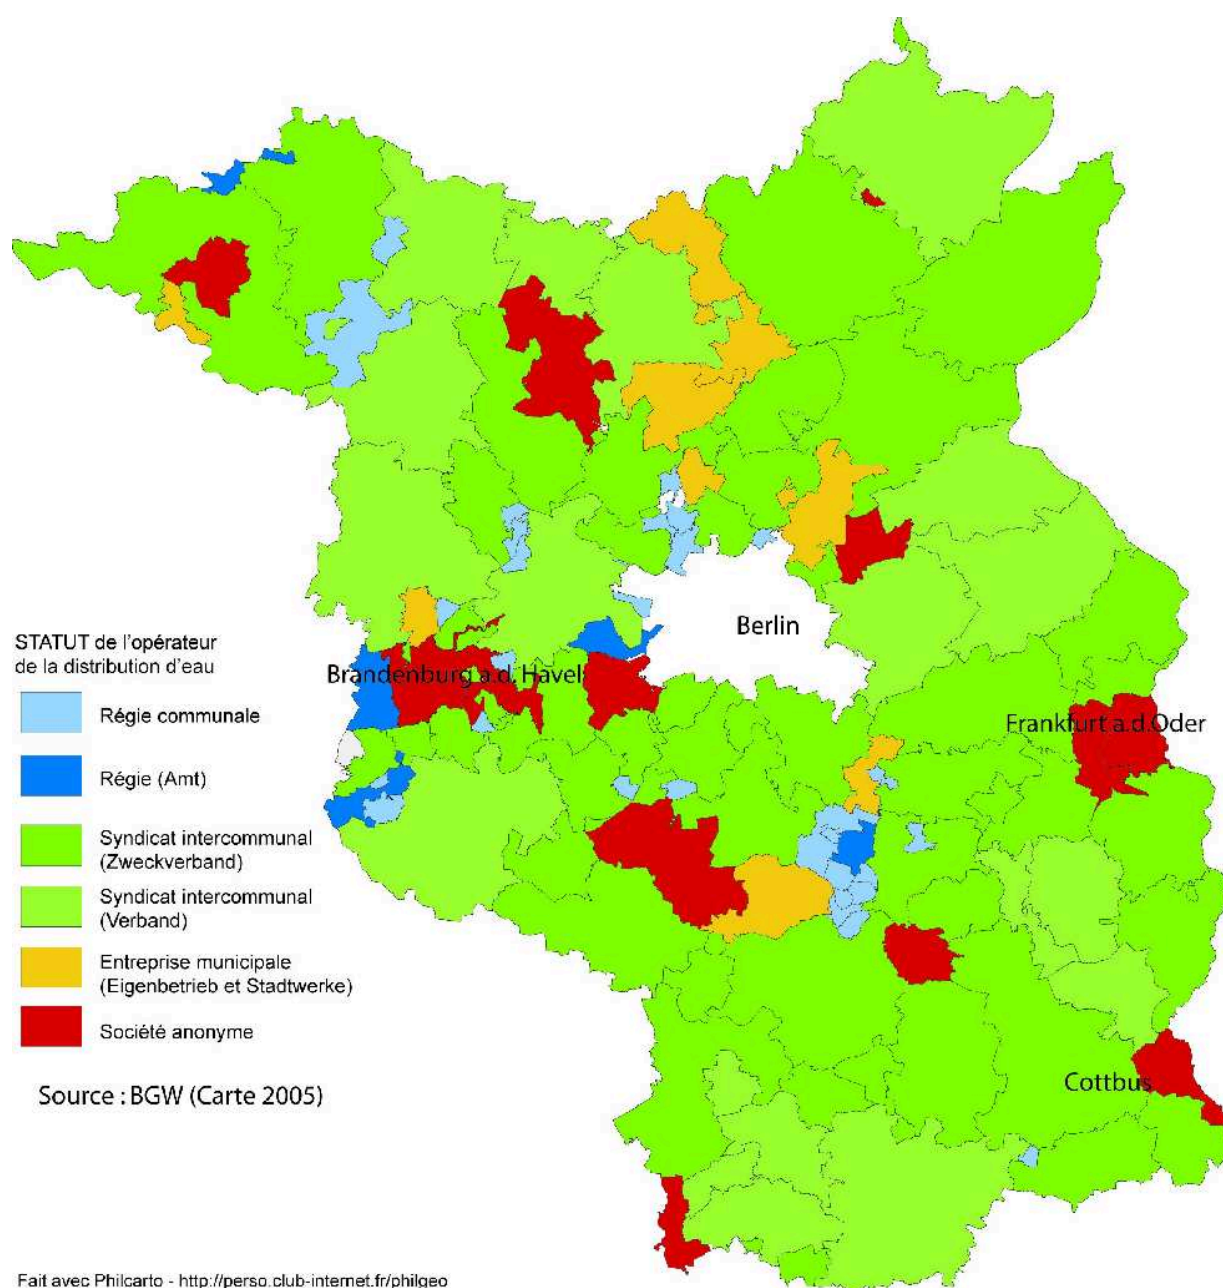 Berlin
Brandenburg a.d. Havel
Frankfurt a.d.Oder
Cottbus
STATUT de l'opérateur
de la distribution d'eau
Régie communale
Régie (Amt)
Syndicat intercommunal
(Zweckverband)
Syndicat intercommunal
(Verband)
Entreprise municipale
(Eigenbetrieb et Stadtwerke)
Société anonyme
Source : BGW (Carte 2005)
Fait avec Philcarto - http://perso.club-internet.fr/philgeo